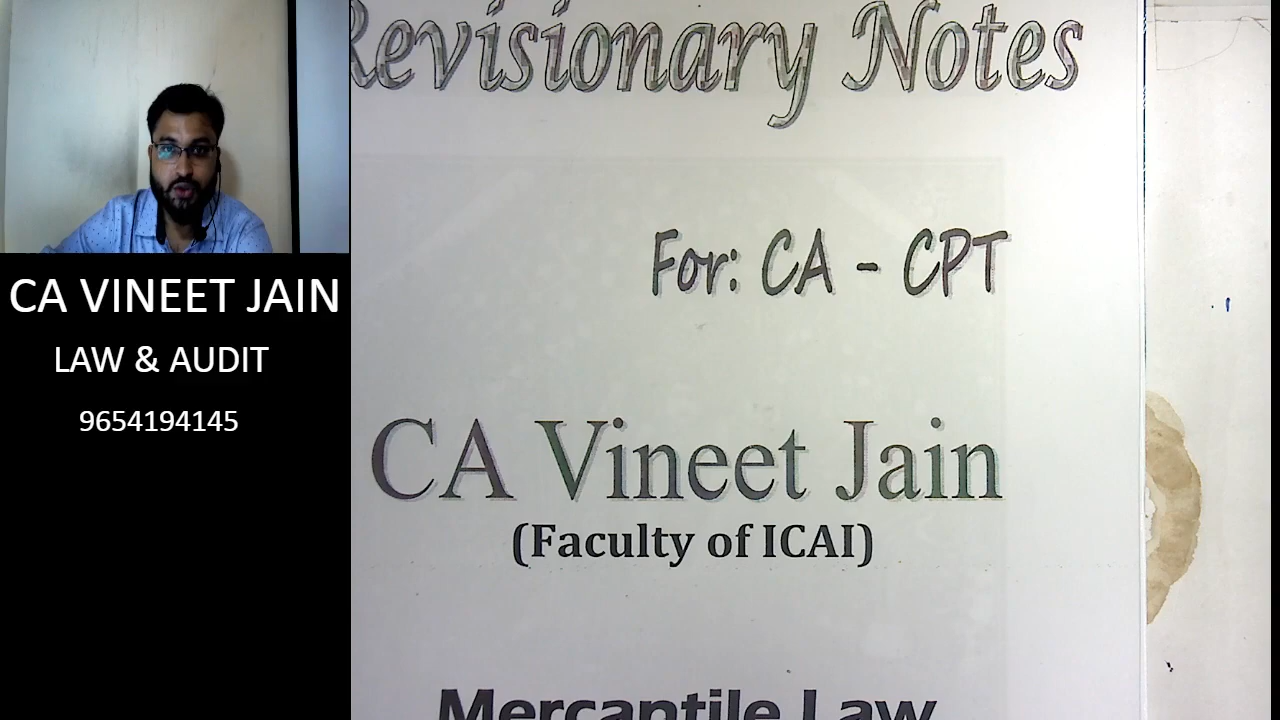 CA VINEET JAIN
LAW & AUDIT
9654194145
Revisionary Notes
For: CA - CPT
CA Vineet Jain
(Faculty of ICAI)
Mercantile Law